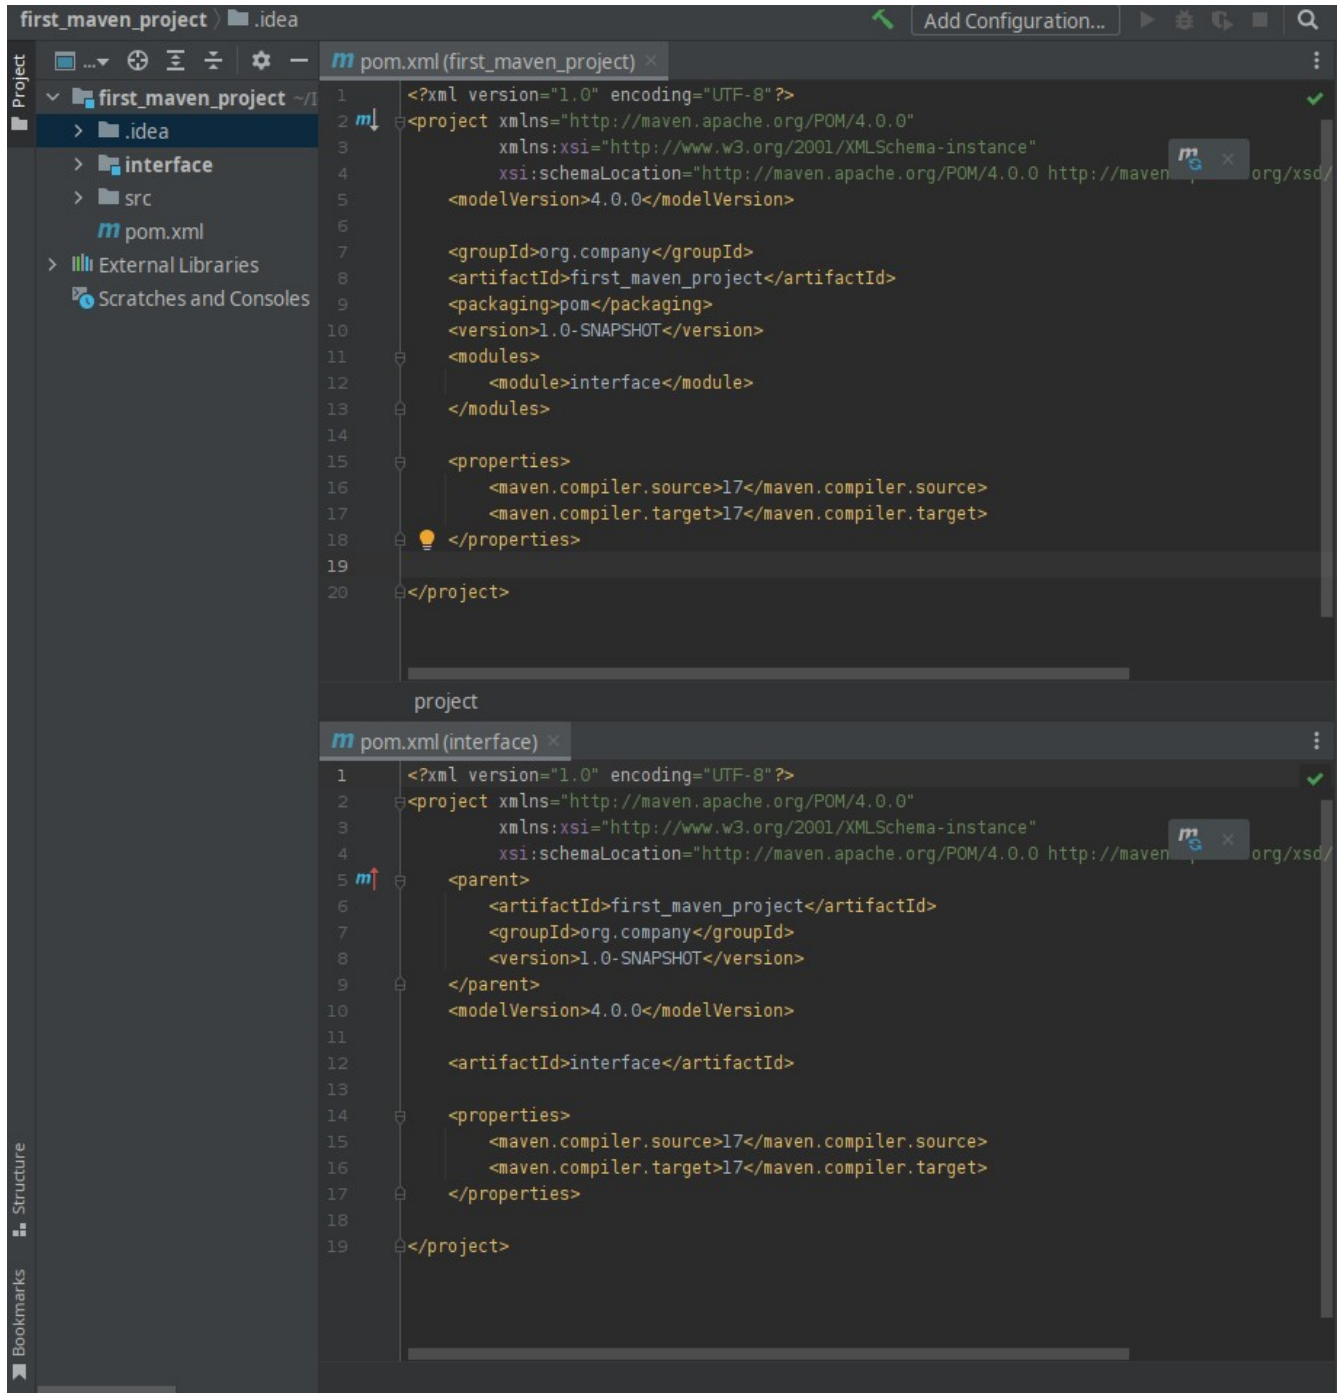 first_maven_project .idea
Add Configuration...
Project
...
first_maven_project ~/I
.idea
interface
src
pom.xml
External Libraries
Scratches and Consoles
pom.xml (first_maven_project)
1 <?xml version="1.0" encoding="UTF-8"?>
2 <project xmlns="http://maven.apache.org/POM/4.0.0"
3 xmlns:xsi="http://www.w3.org/2001/XMLSchema-instance"
4 xsi:schemaLocation="http://maven.apache.org/POM/4.0.0 http://maven org/xsd/
5 <modelVersion>4.0.0</modelVersion>
6
7 <groupId>org.company</groupId>
8 <artifactId>first_maven_project</artifactId>
9 <packaging>pom</packaging>
10 <version>1.0-SNAPSHOT</version>
11 <modules>
12 <module>interface</module>
13 </modules>
14
15 <properties>
16 <maven.compiler.source>17</maven.compiler.source>
17 <maven.compiler.target>17</maven.compiler.target>
18 </properties>
19
20 </project>
project
pom.xml (interface)
1 <?xml version="1.0" encoding="UTF-8"?>
2 <project xmlns="http://maven.apache.org/POM/4.0.0"
3 xmlns:xsi="http://www.w3.org/2001/XMLSchema-instance"
4 xsi:schemaLocation="http://maven.apache.org/POM/4.0.0 http://maven org/xsd/
5 <parent>
6 <artifactId>first_maven_project</artifactId>
7 <groupId>org.company</groupId>
8 <version>1.0-SNAPSHOT</version>
9 </parent>
10 <modelVersion>4.0.0</modelVersion>
11
12 <artifactId>interface</artifactId>
13
14 <properties>
15 <maven.compiler.source>17</maven.compiler.source>
16 <maven.compiler.target>17</maven.compiler.target>
17 </properties>
18
19 </project>
Structure
Bookmarks